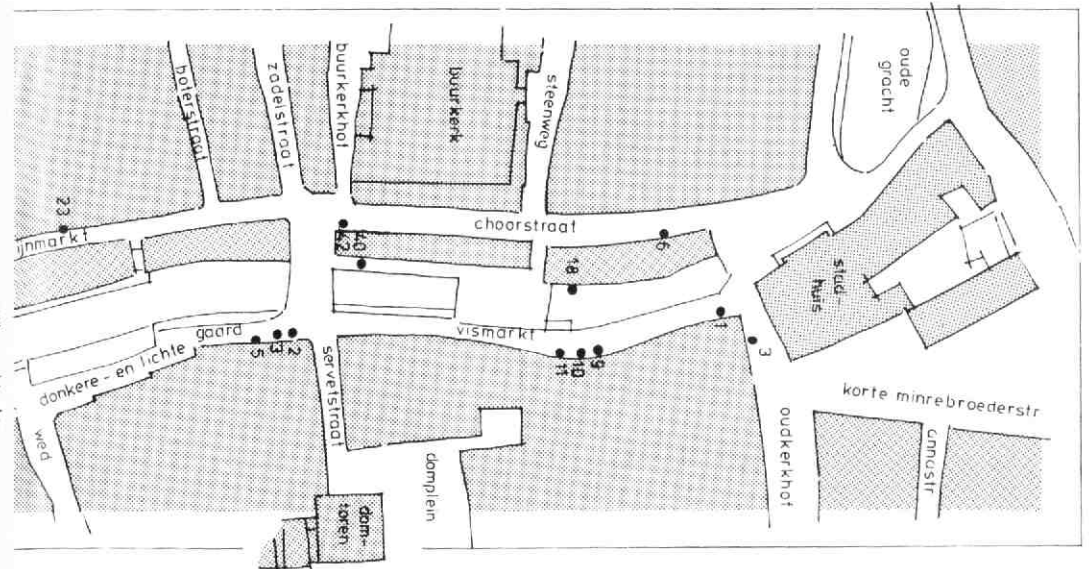 boterstraat
zadelstraat
buurkerkhof
buurkerk
steenweg
oude
gracht
23
ijnmarkt
42
40
choorstraat
6
18
stad-
huis
1
3
gaard
5
3
2
vismarkt
11
10
9
donkere - en lichte
servetstraat
korte minrebroederstr
wed
domplein
oudkerkhof
annastr
dom-
toren